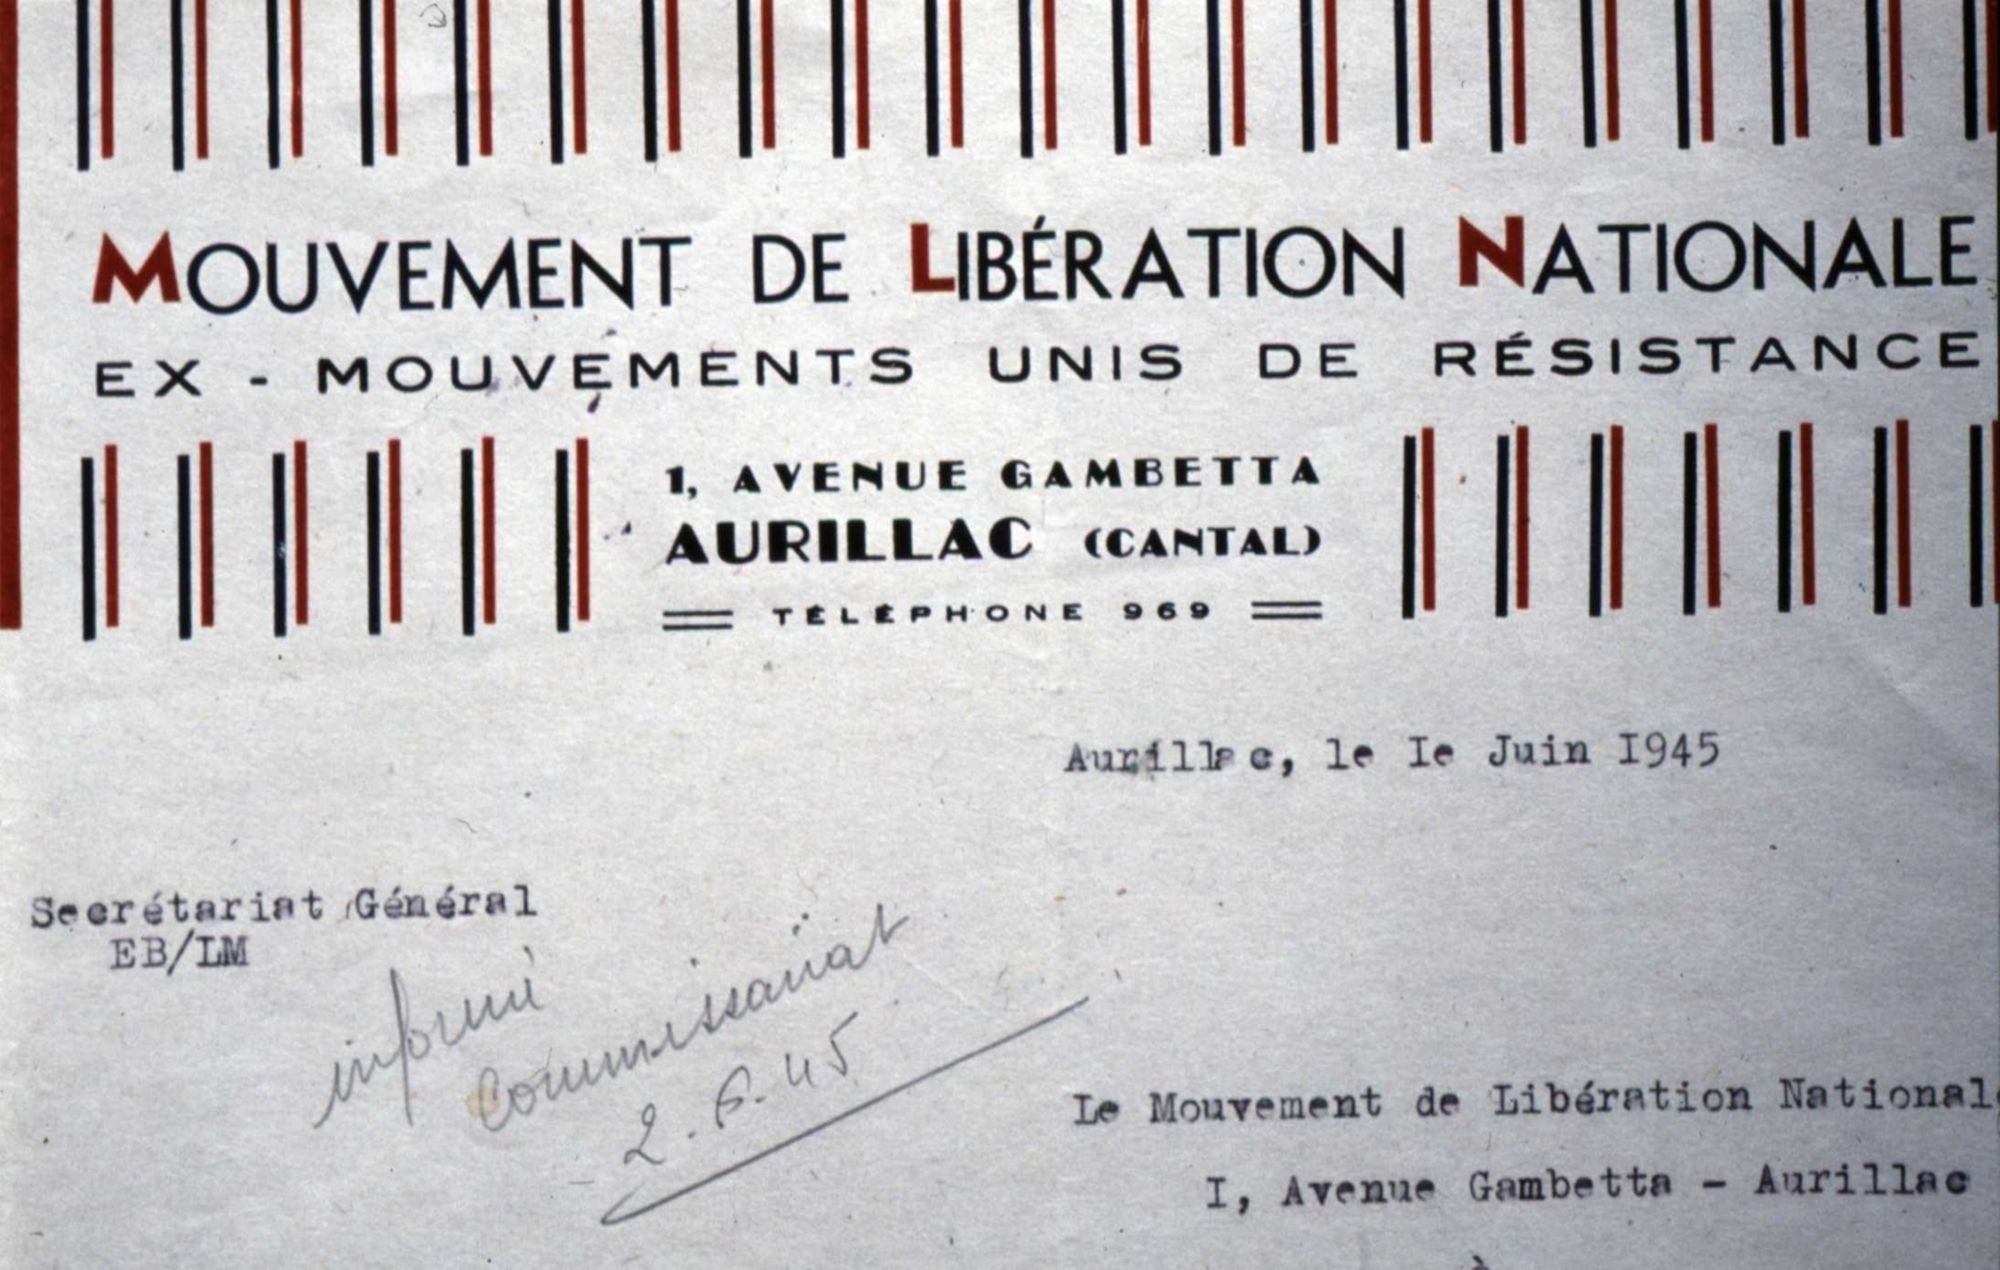 MOUVEMENT DE LIBÉRATION NATIONALE
EX - MOUVEMENTS UNIS DE RÉSISTANCE
1, AVENUE GAMBETTA
AURILLAC (CANTAL)
TÉLÉPHONE 969
Aurillac, le Ie Juin I945
Secrétariat Général
EB/LM
informé
commissariat
2.6.45
Le Mouvement de Libération Nationale
I, Avenue Gambetta - Aurillac
à